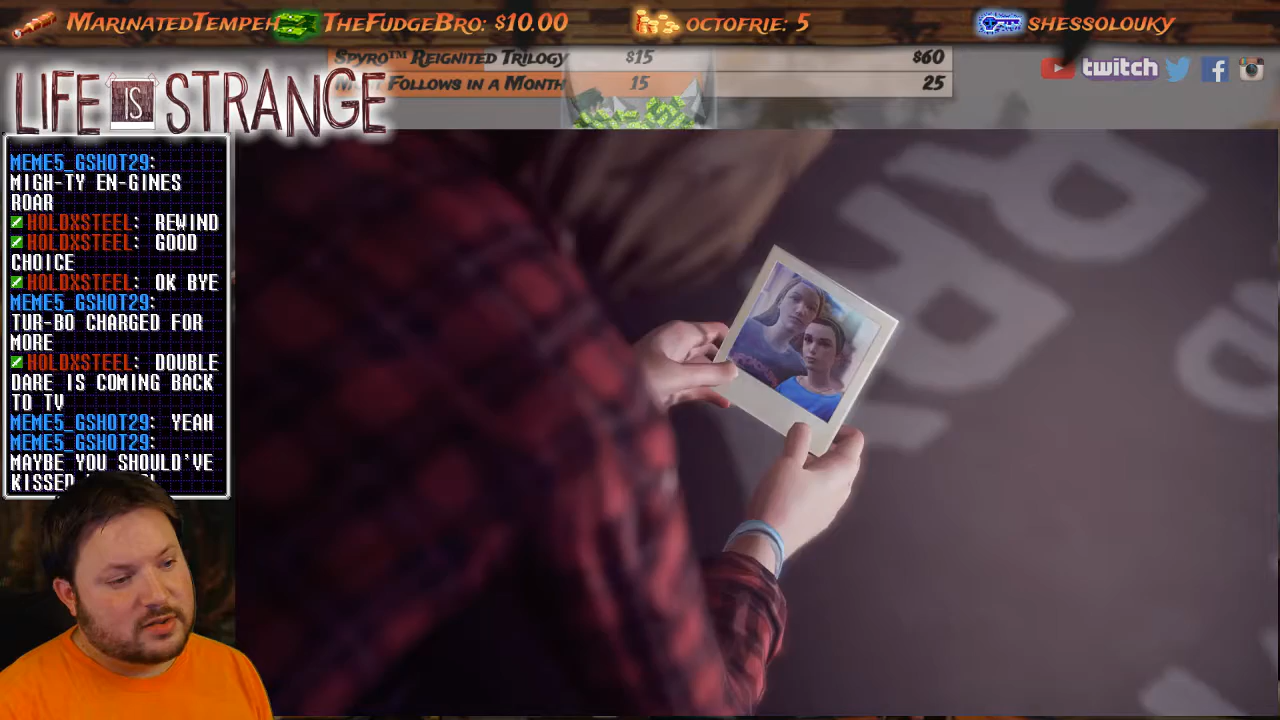 MARINATEDTEMPEH
THEFUDGEBRO: $10.00
OCTOFRIE: 5
SHESSOLOUKY
SPYRO™ REIGNITED TRILOGY $15 $60
FOLLOWS IN A MONTH 15 25
twitch
LIFE IS STRANGE
MEME5_GSHOT29:
MIGH-TY EN-GINES
ROAR
HOLDXSTEEL: REWIND
HOLDXSTEEL: GOOD
CHOICE
HOLDXSTEEL: OK BYE
MEME5_GSHOT29:
TUR-BO CHARGED FOR
MORE
HOLDXSTEEL: DOUBLE
DARE IS COMING BACK
TO TV
MEME5_GSHOT29: YEAH
MEME5_GSHOT29:
MAYBE YOU SHOULD'VE
KISSED